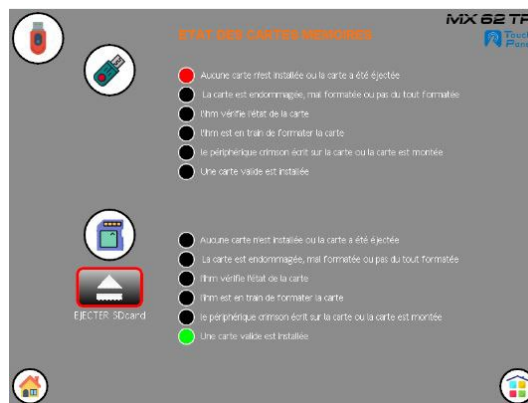 MX 62 TP
ETAT DES CARTES MEMOIRES
Touch
Panel
Aucune carte n'est installée ou la carte a été éjectée
La carte est endommagée, mal formatée ou pas du tout formatée
l'ihm vérifie l'état de la carte
l'ihm est en train de formater la carte
le périphérique crimson écrit sur la carte ou la carte est montée
Une carte valide est installée
Aucune carte n'est installée ou la carte a été éjectée
La carte est endommagée, mal formatée ou pas du tout formatée
l'ihm vérifie l'état de la carte
l'ihm est en train de formater la carte
le périphérique crimson écrit sur la carte ou la carte est montée
Une carte valide est installée
EJECTER SDcard